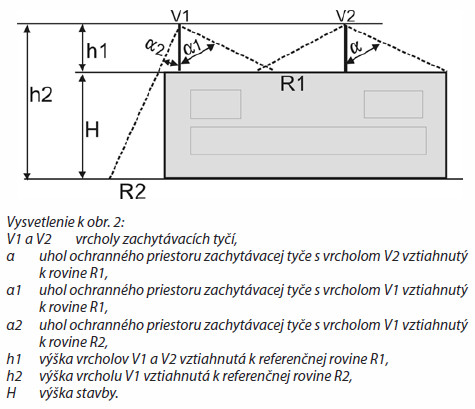 V1 V2
h1 α2 α1 α
R1
h2
H
R2
Vysvetlenie k obr. 2:
V1 a V2 vrcholy zachytávacích tyčí,
α uhol ochranného priestoru zachytávacej tyče s vrcholom V2 vztiahnutý
k rovine R1,
α1 uhol ochranného priestoru zachytávacej tyče s vrcholom V1 vztiahnutý
k rovine R1,
α2 uhol ochranného priestoru zachytávacej tyče s vrcholom V1 vztiahnutý
k rovine R2,
h1 výška vrcholov V1 a V2 vztiahnutá k referenčnej rovine R1,
h2 výška vrcholu V1 vztiahnutá k referenčnej rovine R2,
H výška stavby.